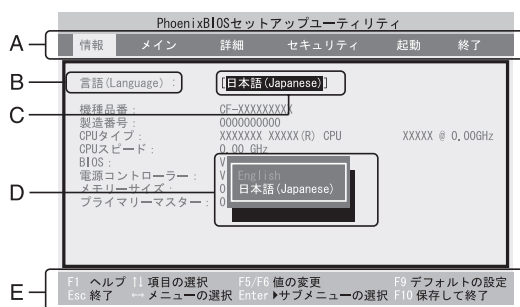 PhoenixBIOSセットアップユーティリティ
A
情報 メイン 詳細 セキュリティ 起動 終了
B
言語(Language) : [日本語(Japanese)]
C
機種品番 : CF-XXXXXXXX
製造番号 : 0000000000
CPUタイプ : XXXXXXX XXXXX(R) CPU XXXXX @ 0.00GHz
CPUスピード : 0.00 GHz
BIOS : V
電源コントローラー : V
メモリーサイズ : 0
プライマリーマスター : 0
D
English
日本語(Japanese)
E
F1 ヘルプ ↑↓ 項目の選択 F5/F6 値の変更 F9 デフォルトの設定
Esc 終了 ←→ メニューの選択 Enter ▶サブメニューの選択 F10 保存して終了